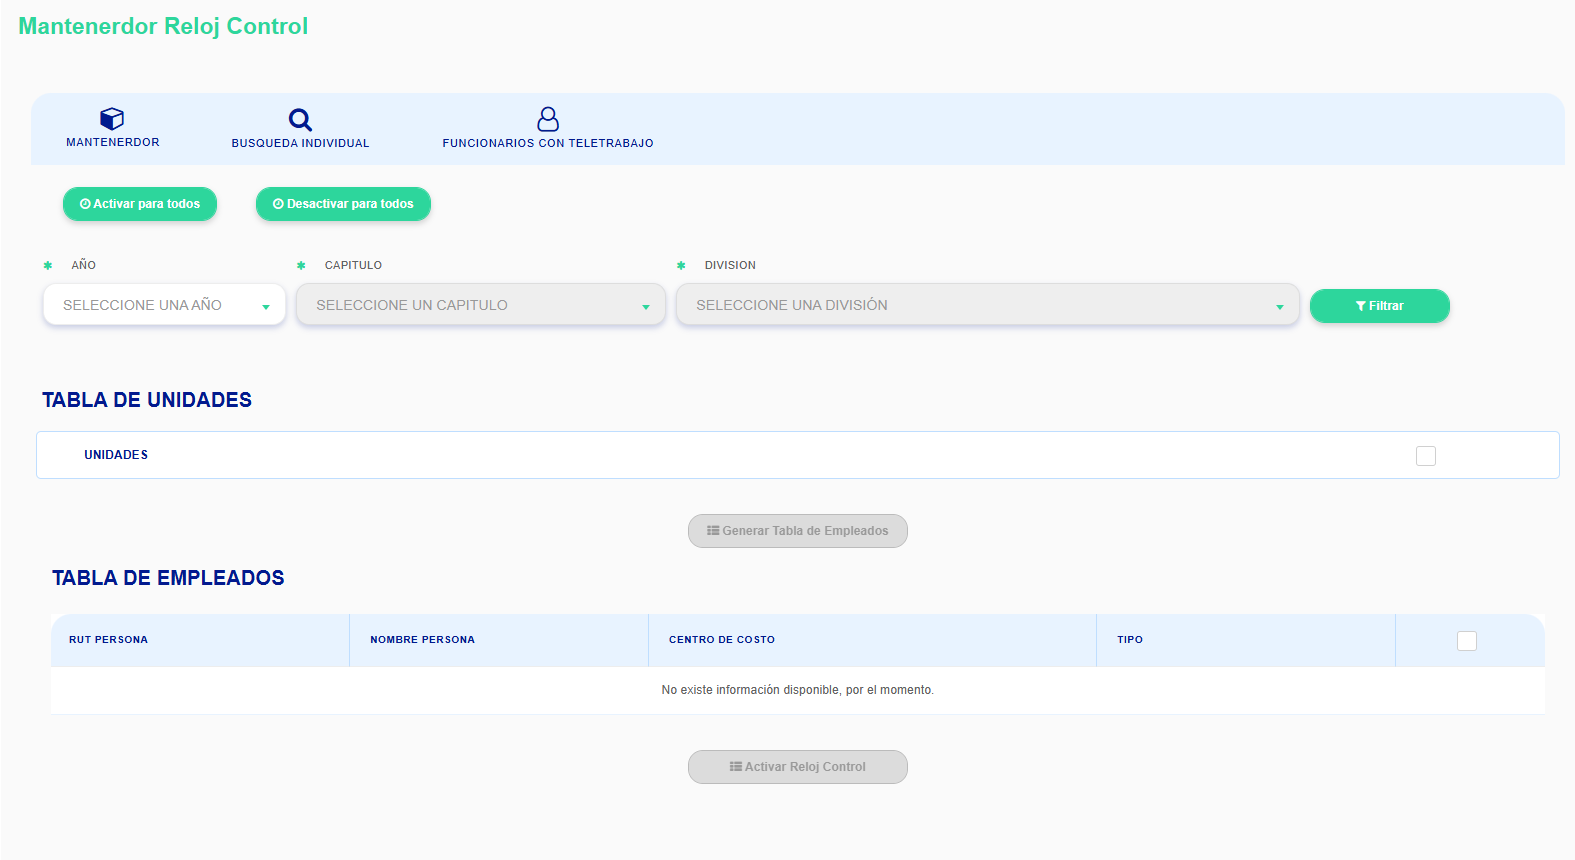 Mantenerdor Reloj Control
MANTENERDOR
BUSQUEDA INDIVIDUAL
FUNCIONARIOS CON TELETRABAJO
Activar para todos
Desactivar para todos
✱ AÑO
✱ CAPITULO
✱ DIVISION
SELECCIONE UNA AÑO
SELECCIONE UN CAPITULO
SELECCIONE UNA DIVISIÓN
Filtrar
TABLA DE UNIDADES
UNIDADES
Generar Tabla de Empleados
TABLA DE EMPLEADOS
RUT PERSONA
NOMBRE PERSONA
CENTRO DE COSTO
TIPO
No existe información disponible, por el momento.
Activar Reloj Control